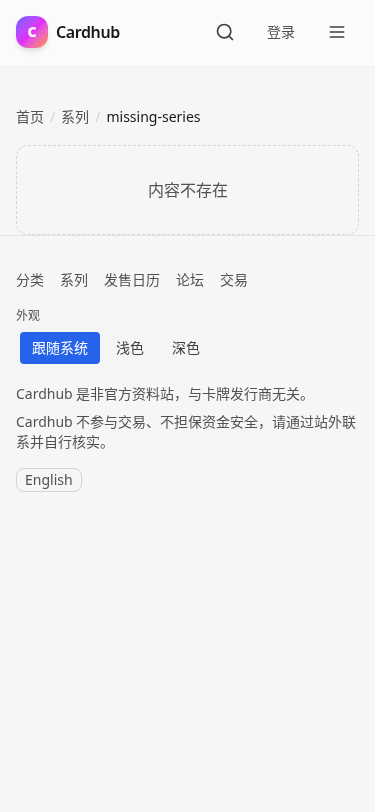 C Cardhub 登录
首页 / 系列 / missing-series
内容不存在
分类 系列 发售日历 论坛 交易
外观
跟随系统 浅色 深色
Cardhub 是非官方资料站，与卡牌发行商无关。
Cardhub 不参与交易、不担保资金安全，请通过站外联
系并自行核实。
English